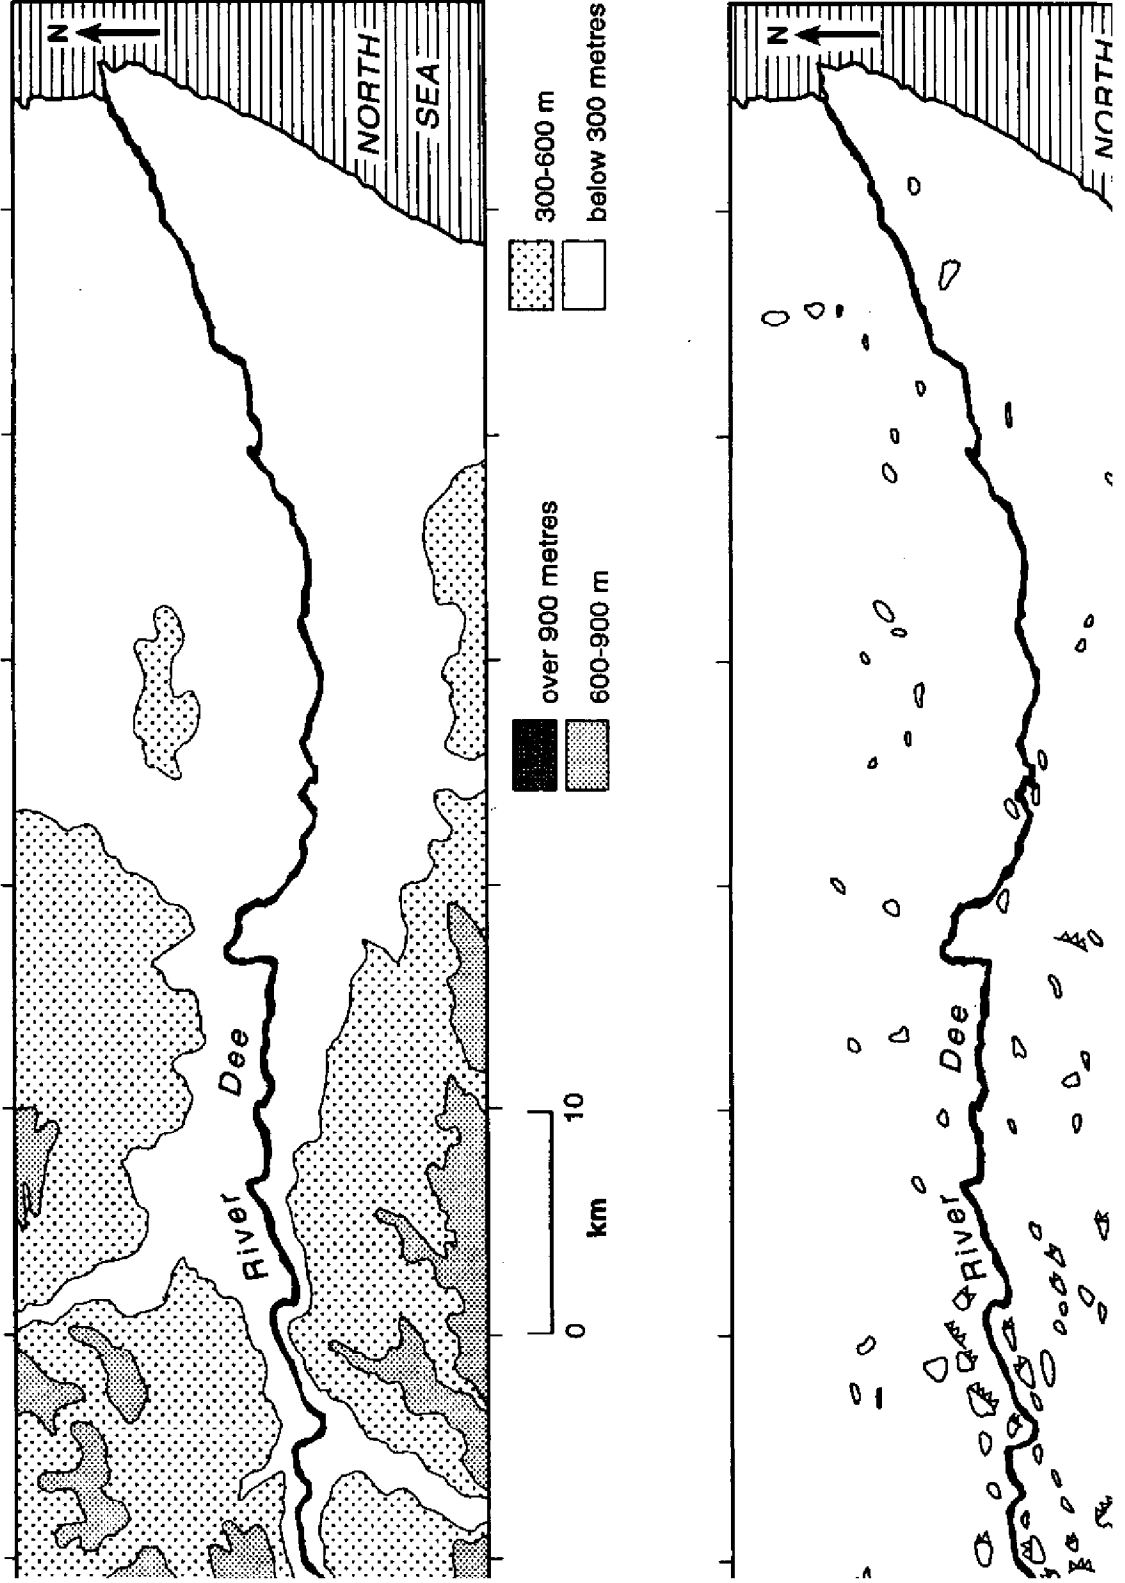 N
NORTH
SEA
River Dee
over 900 metres
600-900 m
300-600 m
below 300 metres
0 10
km
N
NORTH
River Dee